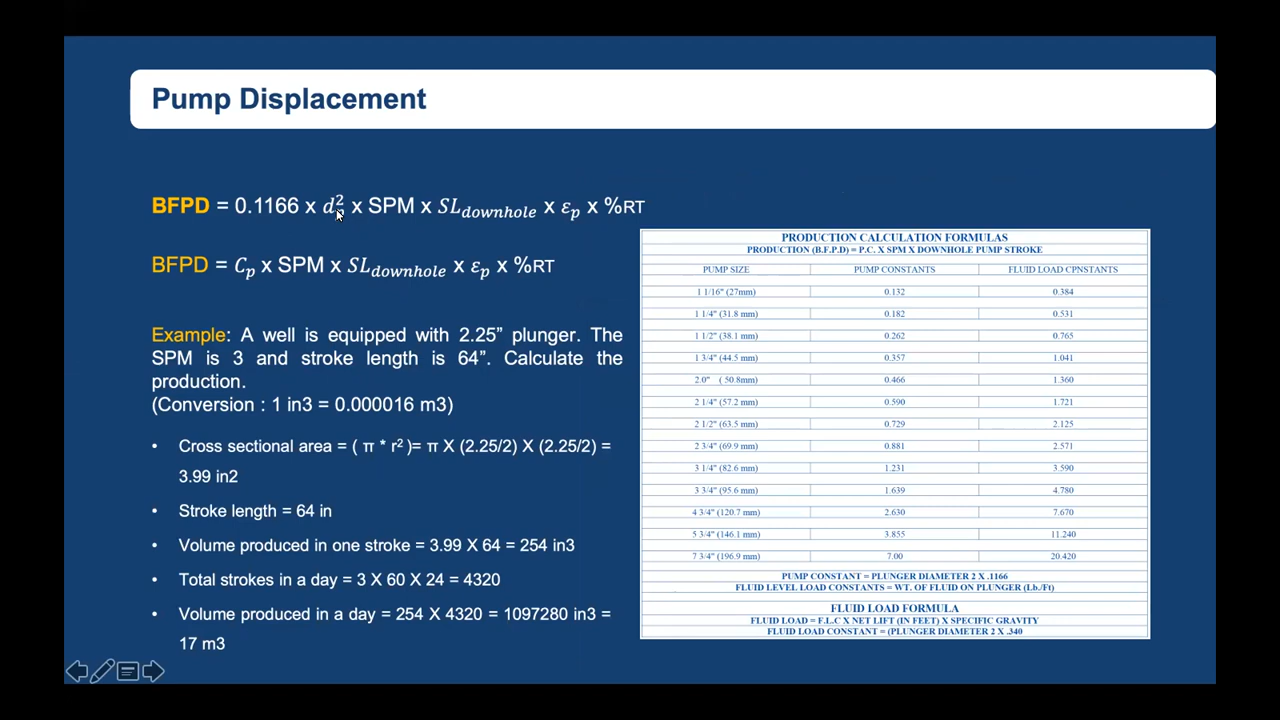 Pump Displacement
BFPD = 0.1166 x d² x SPM x SL_downhole x ε_p x %RT
BFPD = C_p x SPM x SL_downhole x ε_p x %RT
Example: A well is equipped with 2.25” plunger. The
SPM is 3 and stroke length is 64”. Calculate the
production.
(Conversion : 1 in3 = 0.000016 m3)
• Cross sectional area = ( π * r² )= π X (2.25/2) X (2.25/2) =
3.99 in2
• Stroke length = 64 in
• Volume produced in one stroke = 3.99 X 64 = 254 in3
• Total strokes in a day = 3 X 60 X 24 = 4320
• Volume produced in a day = 254 X 4320 = 1097280 in3 =
17 m3
PRODUCTION CALCULATION FORMULAS
PRODUCTION (B.F.P.D) = P.C. X SPM X DOWNHOLE PUMP STROKE
PUMP SIZE PUMP CONSTANTS FLUID LOAD CPNSTANTS
1 1/16" (27mm) 0.132 0.384
1 1/4" (31.8 mm) 0.182 0.531
1 1/2" (38.1 mm) 0.262 0.765
1 3/4" (44.5 mm) 0.357 1.041
2.0" ( 50.8mm) 0.466 1.360
2 1/4" (57.2 mm) 0.590 1.721
2 1/2" (63.5 mm) 0.729 2.125
2 3/4" (69.9 mm) 0.881 2.571
3 1/4" (82.6 mm) 1.231 3.590
3 3/4" (95.6 mm) 1.639 4.780
4 3/4" (120.7 mm) 2.630 7.670
5 3/4" (146.1 mm) 3.855 11.240
7 3/4" (196.9 mm) 7.00 20.420
PUMP CONSTANT = PLUNGER DIAMETER 2 X .1166
FLUID LEVEL LOAD CONSTANTS = WT. OF FLUID ON PLUNGER (Lb./Ft)
FLUID LOAD FORMULA
FLUID LOAD = F.L.C X NET LIFT (IN FEET) X SPECIFIC GRAVITY
FLUID LOAD CONSTANT = (PLUNGER DIAMETER 2 X .340